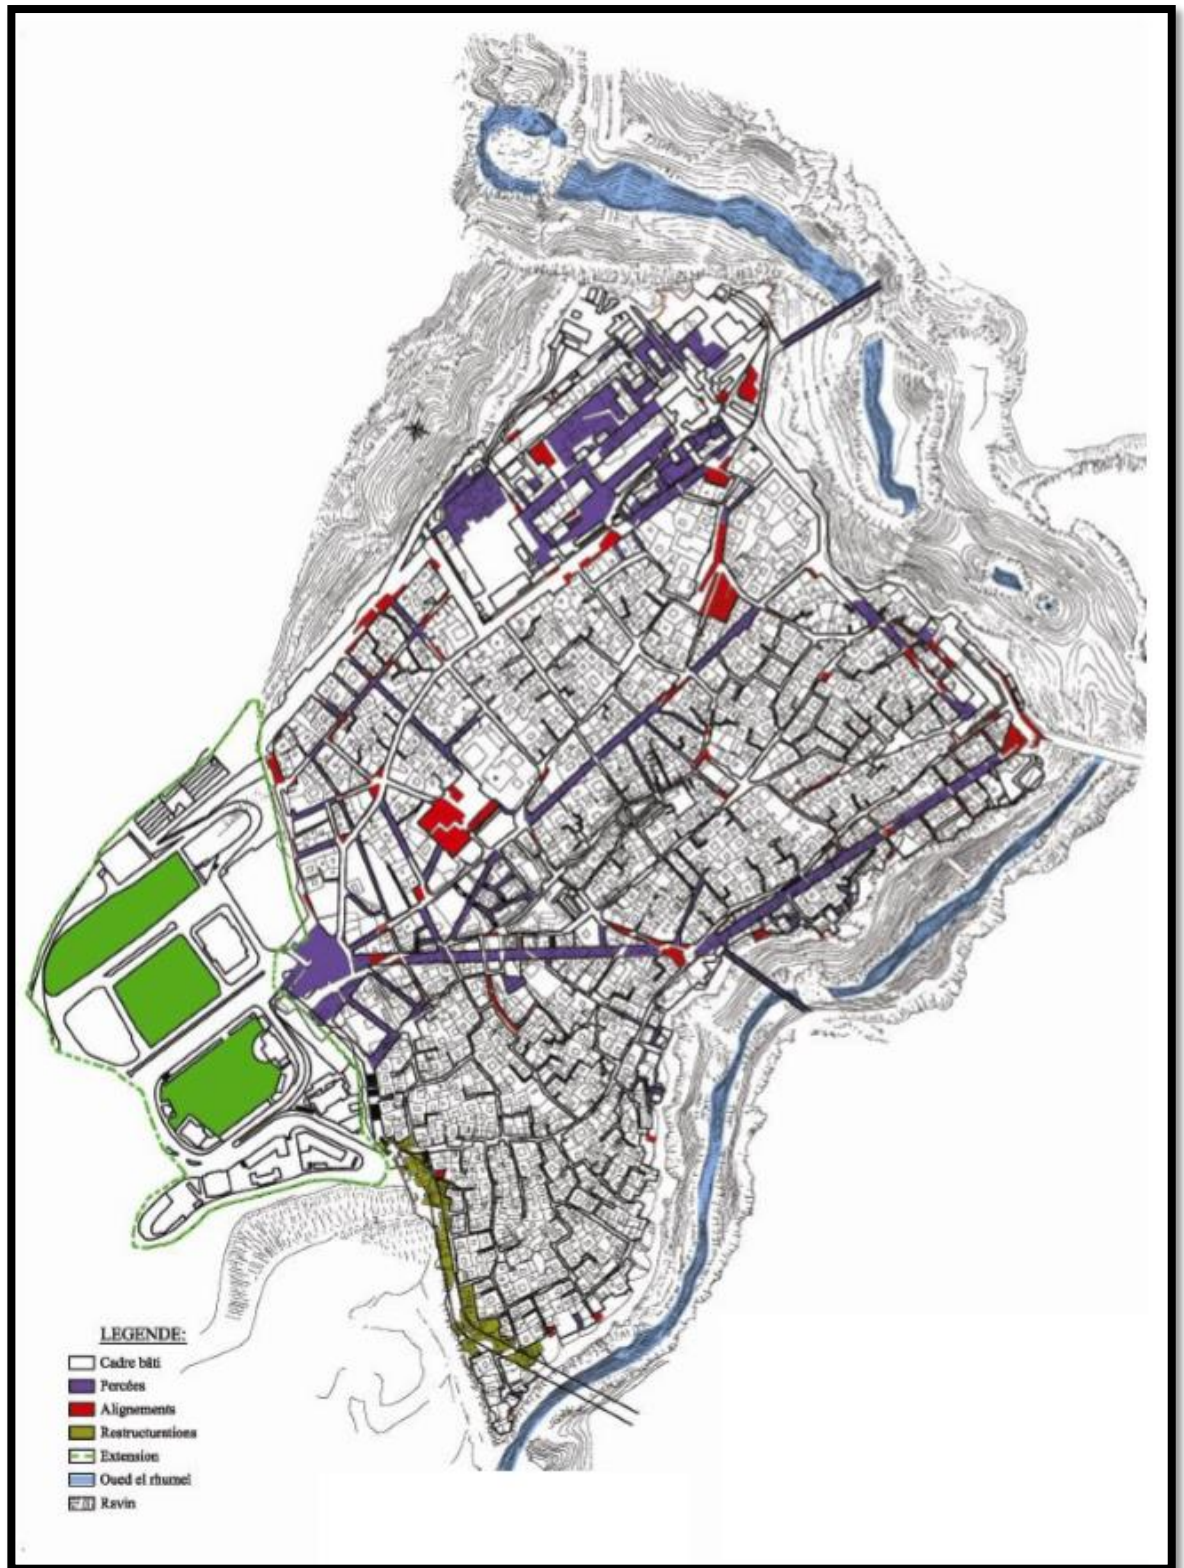 LEGENDE:
Cadre bâti
Percées
Alignements
Restructurations
Extension
Oued el rhumel
Ravin